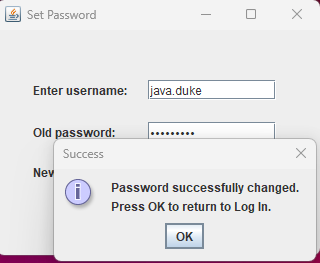 Set Password
Enter username: java.duke
Old password: •••••••••
New
Success
Password successfully changed.
Press OK to return to Log In.
OK